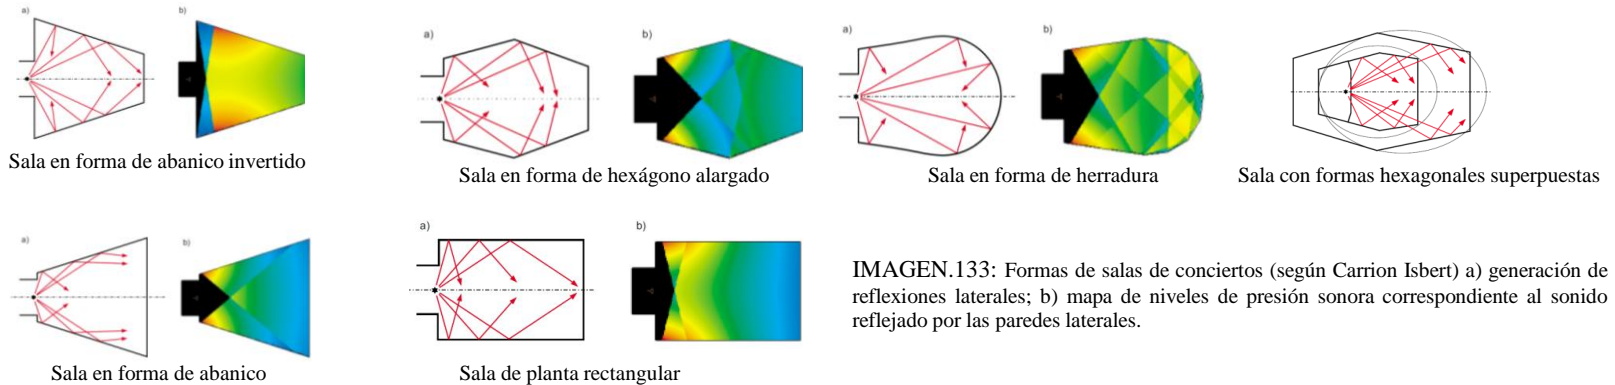 a)
b)
Sala en forma de abanico invertido
a)
b)
Sala en forma de hexágono alargado
a)
b)
Sala en forma de herradura
Sala con formas hexagonales superpuestas
a)
b)
Sala en forma de abanico
a)
b)
Sala de planta rectangular
IMAGEN.133: Formas de salas de conciertos (según Carrion Isbert) a) generación de
reflexiones laterales; b) mapa de niveles de presión sonora correspondiente al sonido
reflejado por las paredes laterales.